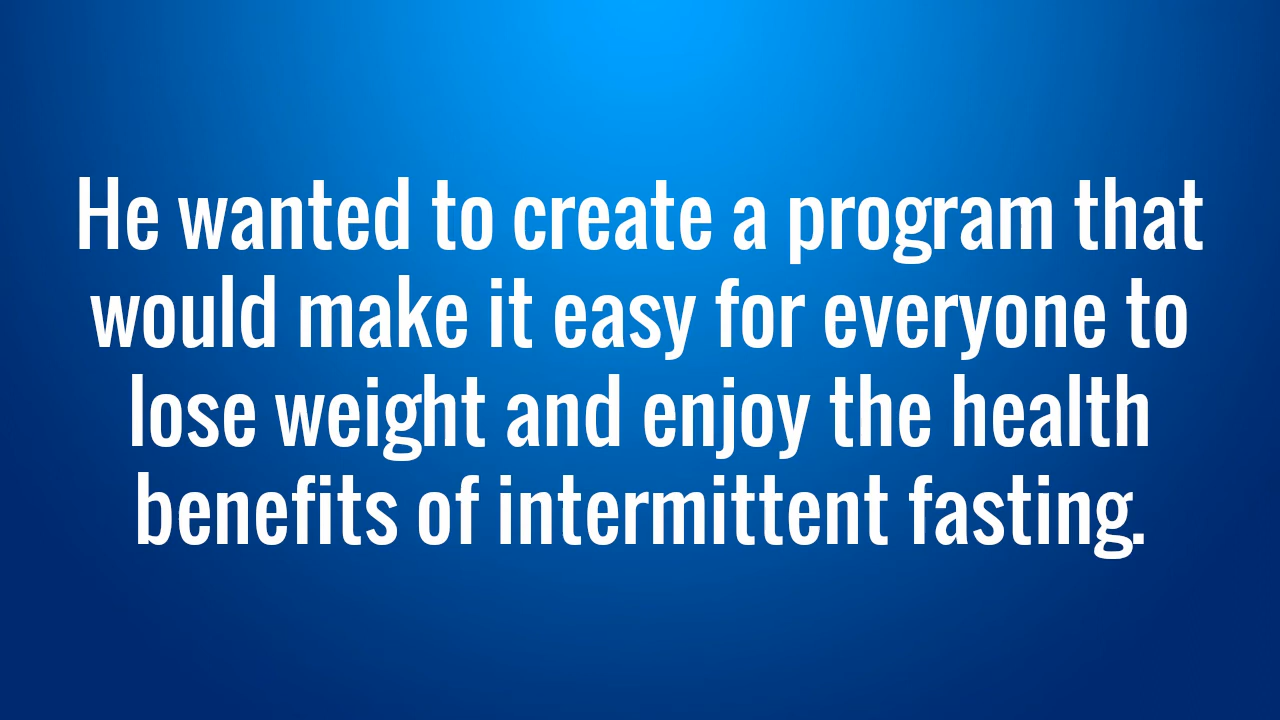 He wanted to create a program that
would make it easy for everyone to
lose weight and enjoy the health
benefits of intermittent fasting.